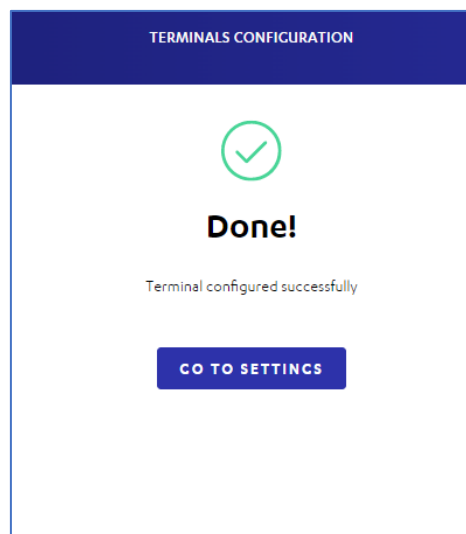 TERMINALS CONFIGURATION
Done!
Terminal configured successfully
GO TO SETTINGS